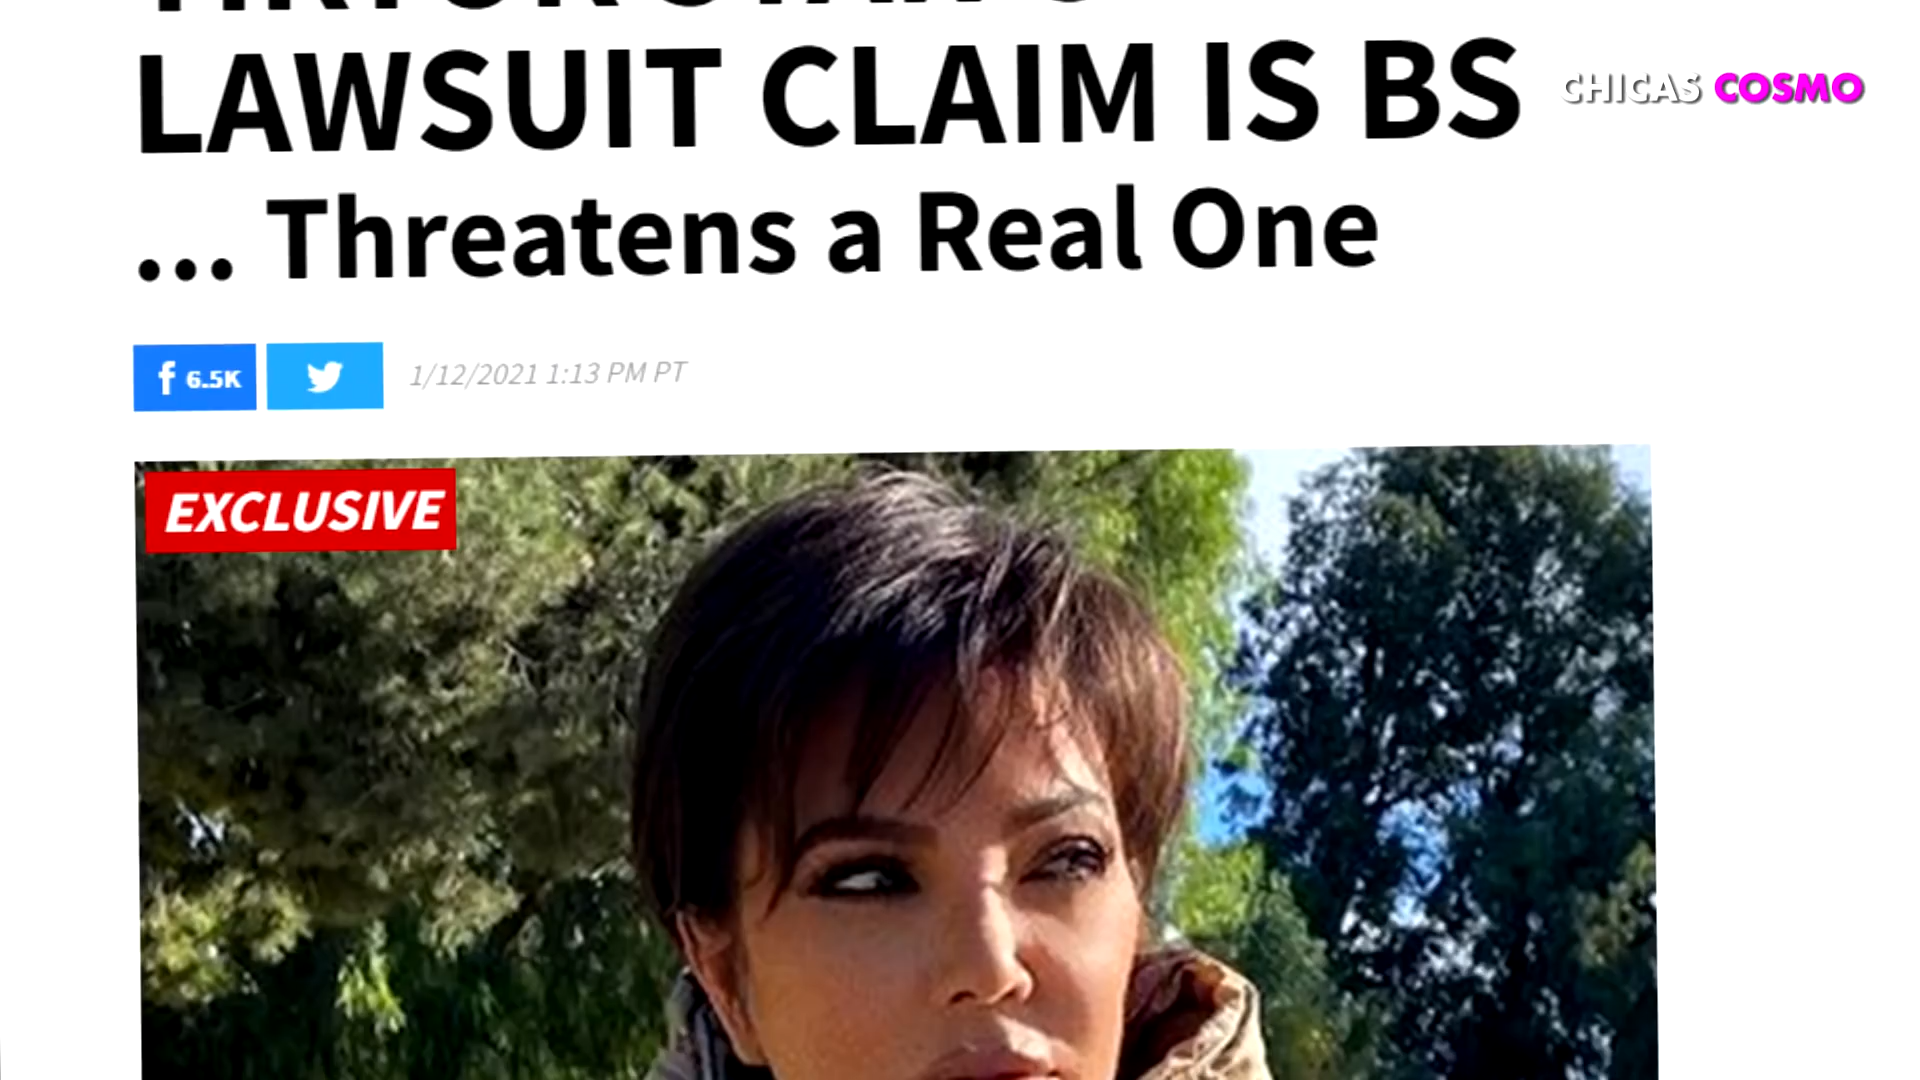 LAWSUIT CLAIM IS BS
CHICAS COSMO
... Threatens a Real One
f 6.5K
1/12/2021 1:13 PM PT
EXCLUSIVE